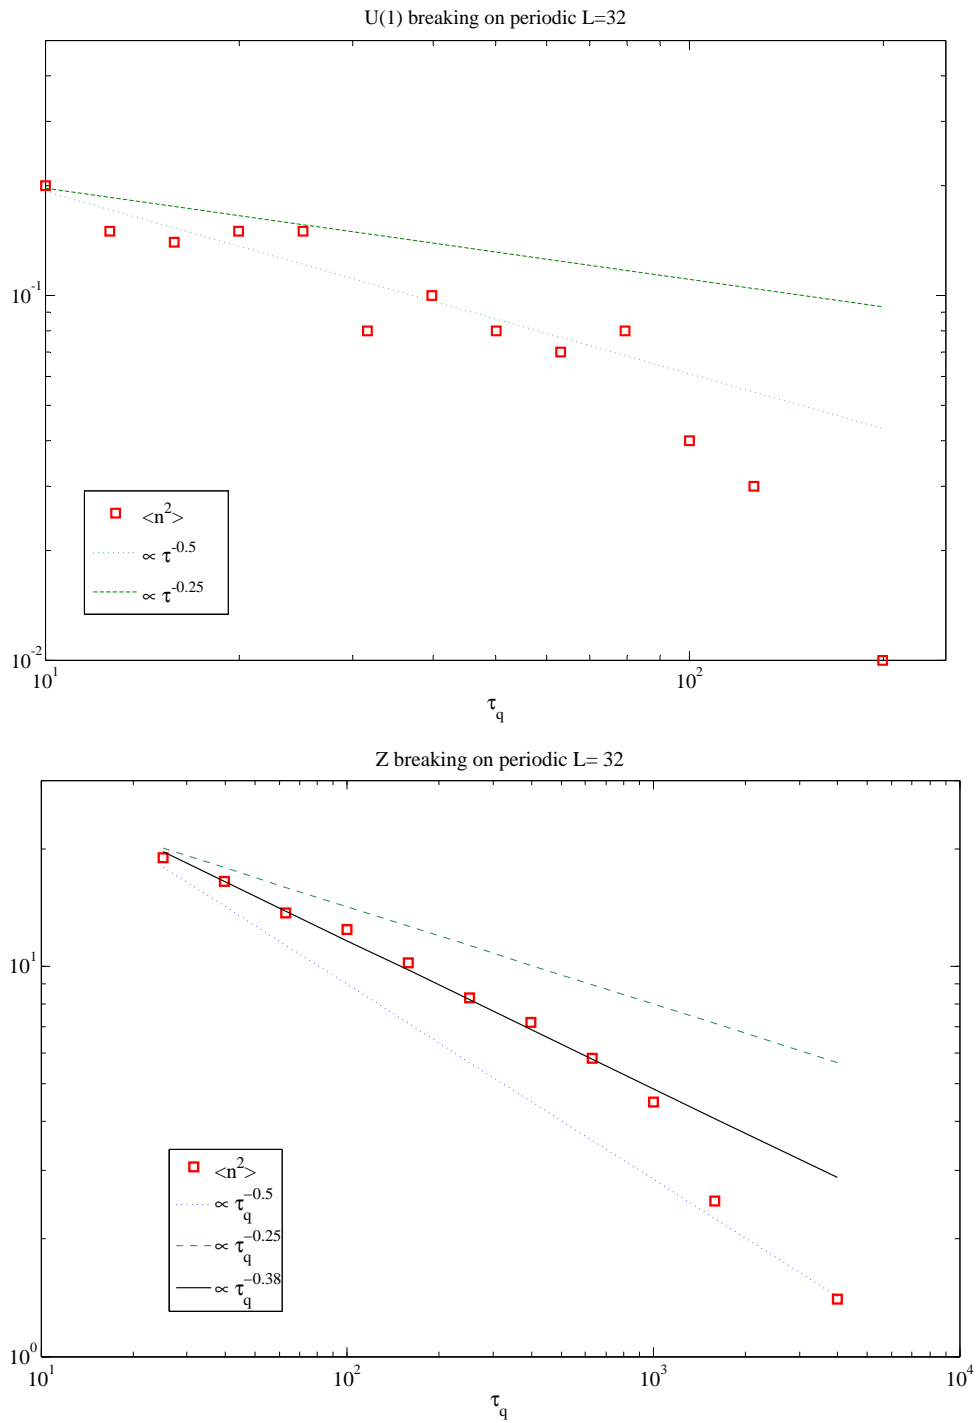 U(1) breaking on periodic L=32
10^-1
<n^2>
∝ τ^-0.5
∝ τ^-0.25
10^-2
10^1
10^2
τ_q
Z breaking on periodic L= 32
10^1
<n^2>
∝ τ_q^-0.5
∝ τ_q^-0.25
∝ τ_q^-0.38
10^0
10^1
10^2
10^3
10^4
τ_q